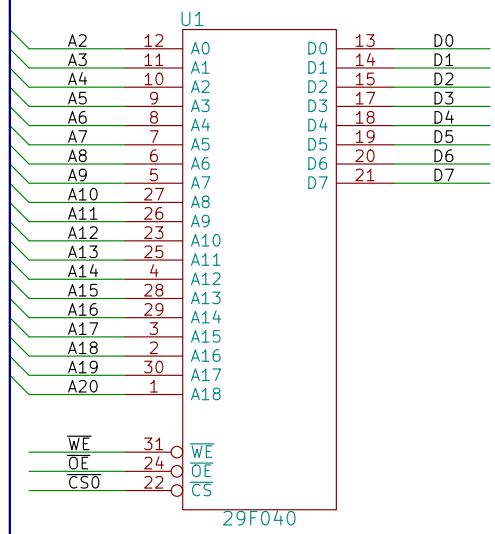 U1
A2 12 A0 D0 13 D0
A3 11 A1 D1 14 D1
A4 10 A2 D2 15 D2
A5 9 A3 D3 17 D3
A6 8 A4 D4 18 D4
A7 7 A5 D5 19 D5
A8 6 A6 D6 20 D6
A9 5 A7 D7 21 D7
A10 27 A8
A11 26 A9
A12 23 A10
A13 25 A11
A14 4 A12
A15 28 A13
A16 29 A14
A17 3 A15
A18 2 A16
A19 30 A17
A20 1 A18
WE 31 WE
OE 24 OE
CS0 22 CS
29F040